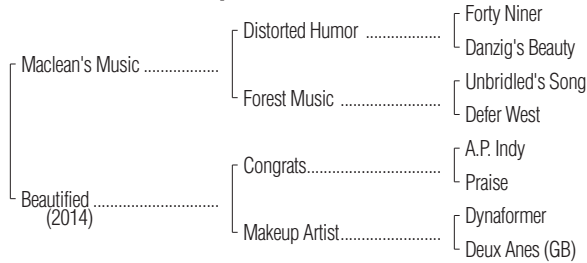 Forty Niner
Distorted Humor ..................
Danzig's Beauty
Maclean's Music ..................
Unbridled's Song
Forest Music ........................
Defer West
A.P. Indy
Congrats..............................
Praise
Beautified ..............................
(2014)
Dynaformer
Makeup Artist........................
Deux Anes (GB)